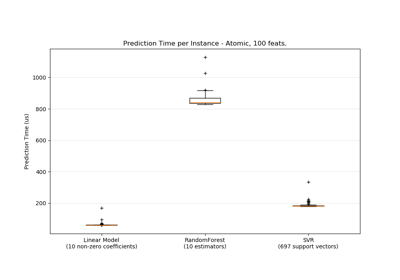 Prediction Time per Instance - Atomic, 100 feats.
Prediction Time (us)
1000
800
600
400
200
Linear Model
(10 non-zero coefficients)
RandomForest
(10 estimators)
SVR
(697 support vectors)